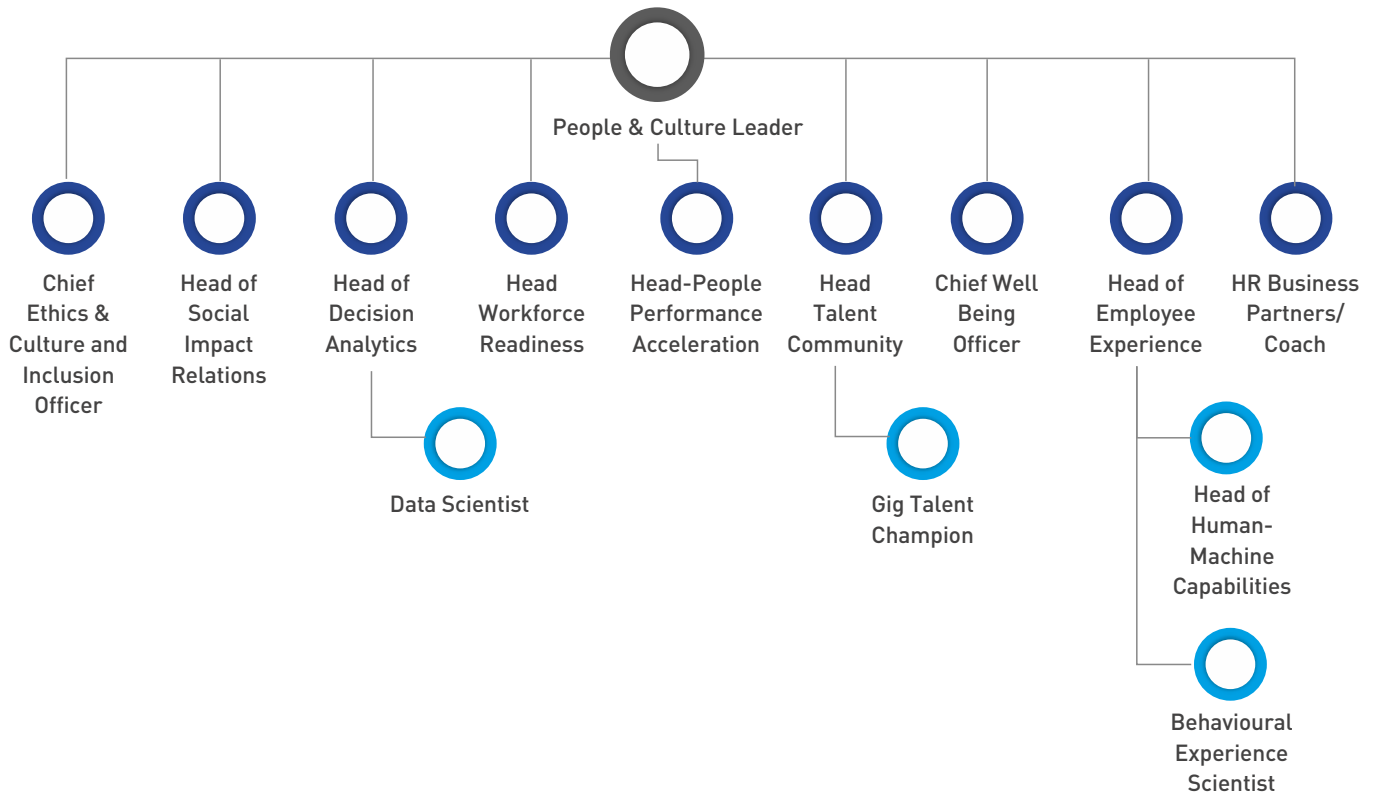 People & Culture Leader
Chief
Ethics &
Culture and
Inclusion
Officer
Head of
Social
Impact
Relations
Head of
Decision
Analytics
Head
Workforce
Readiness
Head-People
Performance
Acceleration
Head
Talent
Community
Chief Well
Being
Officer
Head of
Employee
Experience
HR Business
Partners/
Coach
Data Scientist
Gig Talent
Champion
Head of
Human-
Machine
Capabilities
Behavioural
Experience
Scientist